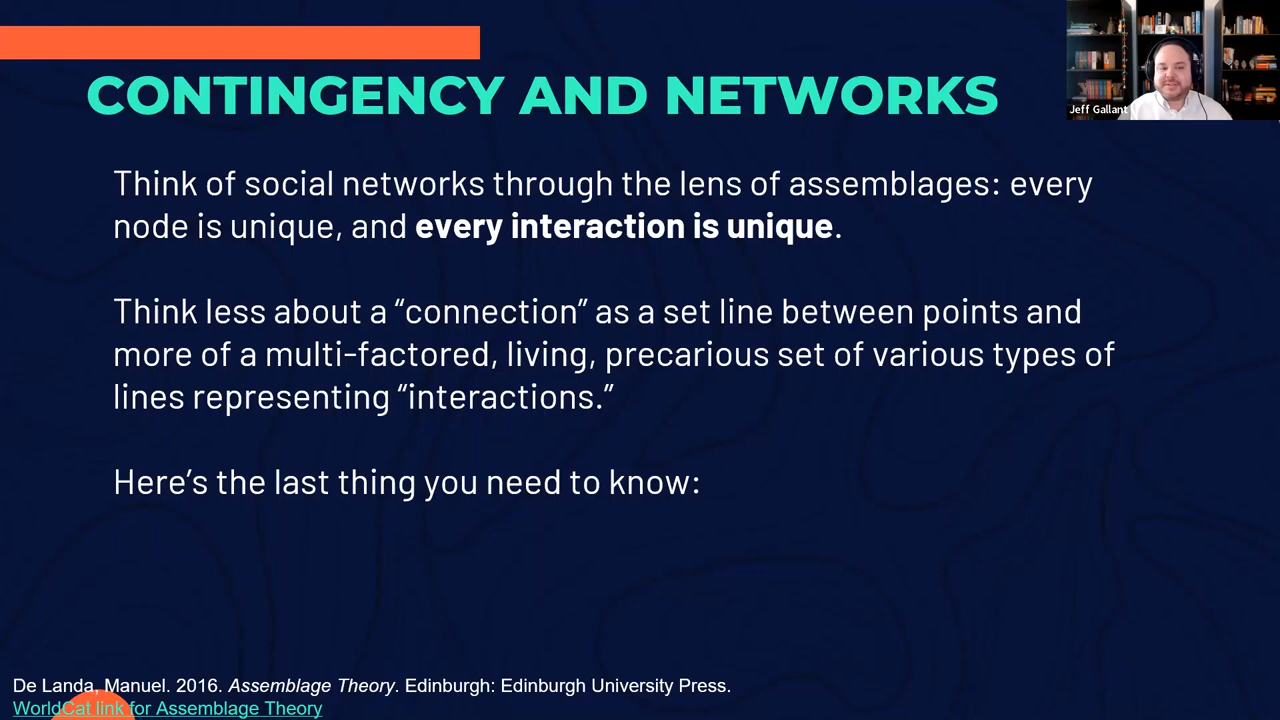 CONTINGENCY AND NETWORKS
Jeff Gallant
Think of social networks through the lens of assemblages: every
node is unique, and every interaction is unique.
Think less about a “connection” as a set line between points and
more of a multi-factored, living, precarious set of various types of
lines representing “interactions.”
Here’s the last thing you need to know:
De Landa, Manuel. 2016. Assemblage Theory. Edinburgh: Edinburgh University Press.
WorldCat link for Assemblage Theory